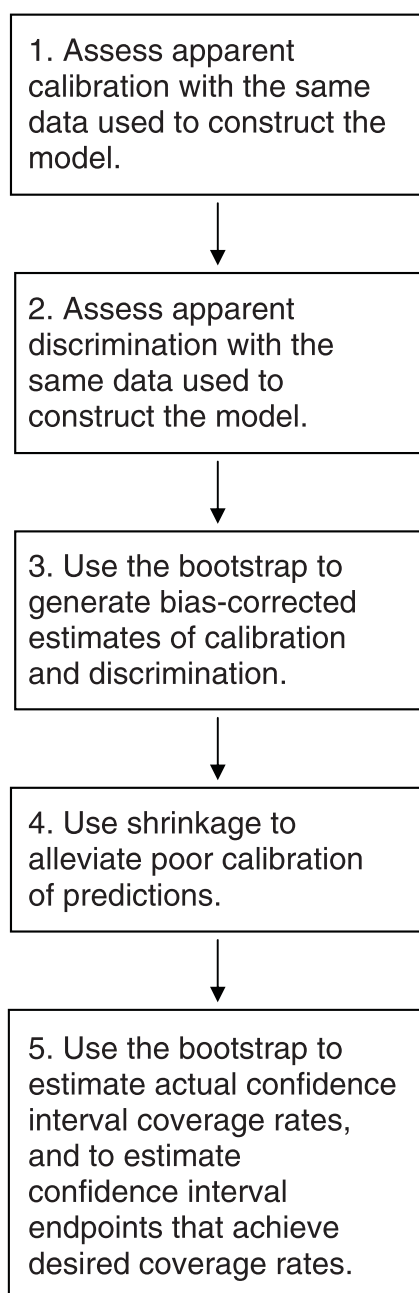 1. Assess apparent
calibration with the same
data used to construct the
model.
2. Assess apparent
discrimination with the
same data used to
construct the model.
3. Use the bootstrap to
generate bias-corrected
estimates of calibration
and discrimination.
4. Use shrinkage to
alleviate poor calibration
of predictions.
5. Use the bootstrap to
estimate actual confidence
interval coverage rates,
and to estimate
confidence interval
endpoints that achieve
desired coverage rates.